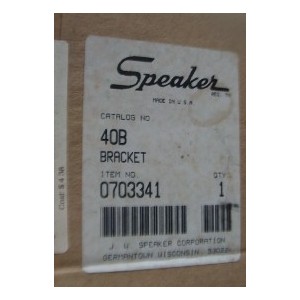 Speaker
MADE IN U.S.A.
CATALOG NO
40B
BRACKET
ITEM NO. QTY.
0703341 1
J. W. SPEAKER CORPORATION
GERMANTOWN WISCONSIN,